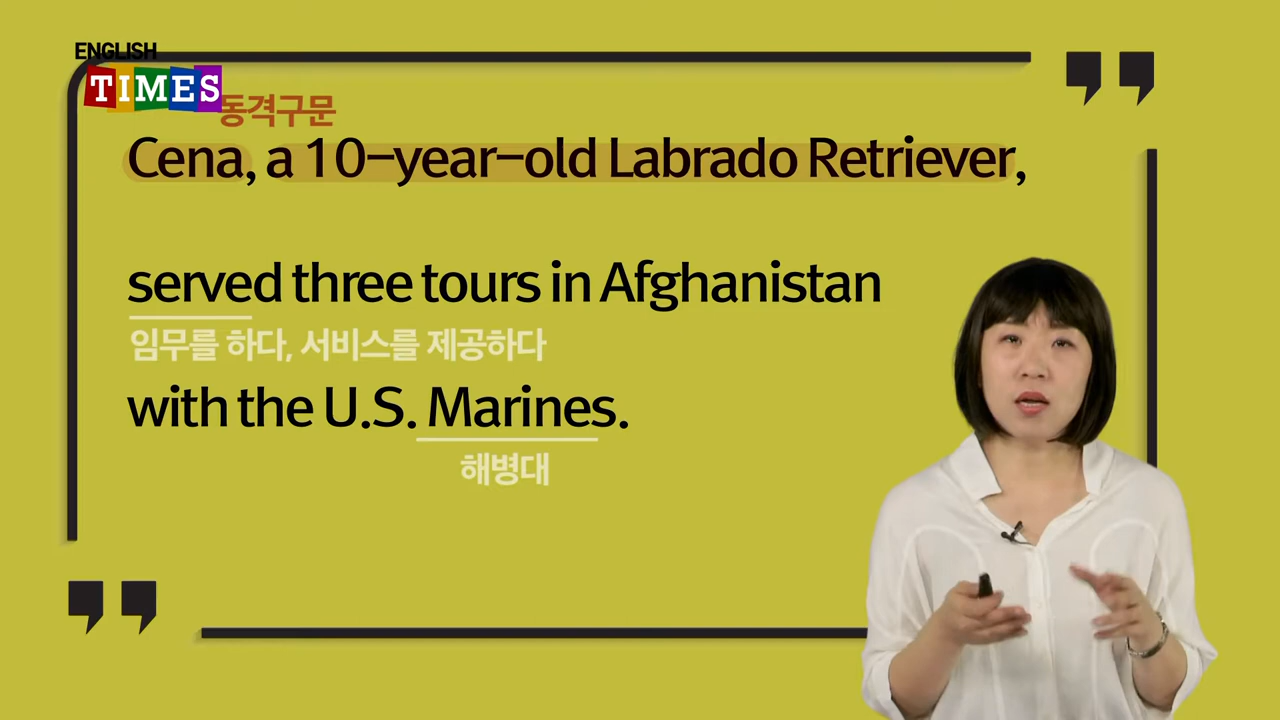 ENGLISH
TIMES
동격구문
Cena, a 10-year-old Labrado Retriever,
served three tours in Afghanistan
임무를 하다, 서비스를 제공하다
with the U.S. Marines.
해병대